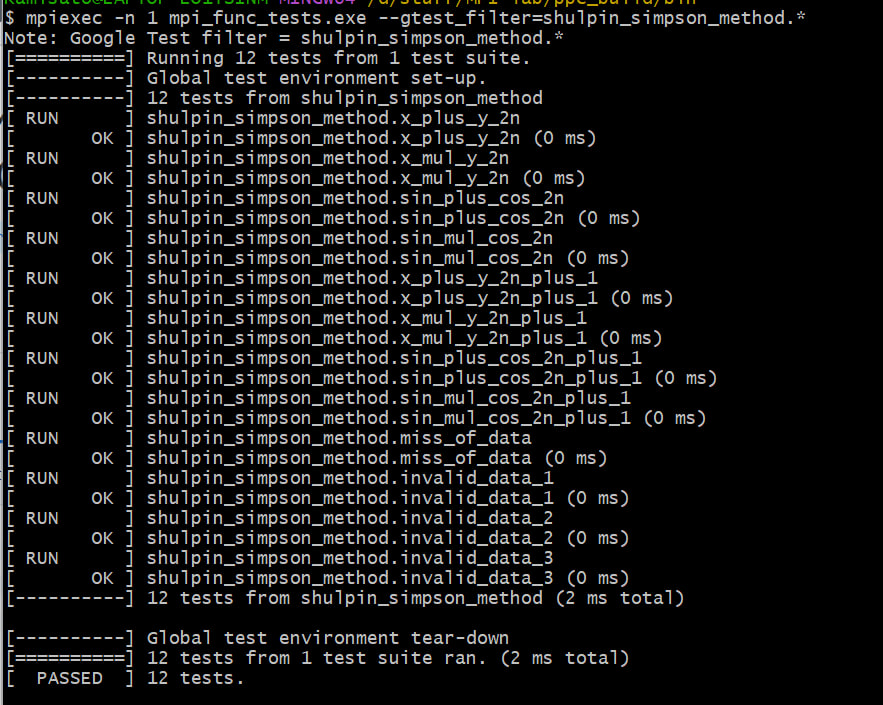 $ mpiexec -n 1 mpi_func_tests.exe --gtest_filter=shulpin_simpson_method.*
Note: Google Test filter = shulpin_simpson_method.*
[==========] Running 12 tests from 1 test suite.
[----------] Global test environment set-up.
[----------] 12 tests from shulpin_simpson_method
[ RUN      ] shulpin_simpson_method.x_plus_y_2n
[       OK ] shulpin_simpson_method.x_plus_y_2n (0 ms)
[ RUN      ] shulpin_simpson_method.x_mul_y_2n
[       OK ] shulpin_simpson_method.x_mul_y_2n (0 ms)
[ RUN      ] shulpin_simpson_method.sin_plus_cos_2n
[       OK ] shulpin_simpson_method.sin_plus_cos_2n (0 ms)
[ RUN      ] shulpin_simpson_method.sin_mul_cos_2n
[       OK ] shulpin_simpson_method.sin_mul_cos_2n (0 ms)
[ RUN      ] shulpin_simpson_method.x_plus_y_2n_plus_1
[       OK ] shulpin_simpson_method.x_plus_y_2n_plus_1 (0 ms)
[ RUN      ] shulpin_simpson_method.x_mul_y_2n_plus_1
[       OK ] shulpin_simpson_method.x_mul_y_2n_plus_1 (0 ms)
[ RUN      ] shulpin_simpson_method.sin_plus_cos_2n_plus_1
[       OK ] shulpin_simpson_method.sin_plus_cos_2n_plus_1 (0 ms)
[ RUN      ] shulpin_simpson_method.sin_mul_cos_2n_plus_1
[       OK ] shulpin_simpson_method.sin_mul_cos_2n_plus_1 (0 ms)
[ RUN      ] shulpin_simpson_method.miss_of_data
[       OK ] shulpin_simpson_method.miss_of_data (0 ms)
[ RUN      ] shulpin_simpson_method.invalid_data_1
[       OK ] shulpin_simpson_method.invalid_data_1 (0 ms)
[ RUN      ] shulpin_simpson_method.invalid_data_2
[       OK ] shulpin_simpson_method.invalid_data_2 (0 ms)
[ RUN      ] shulpin_simpson_method.invalid_data_3
[       OK ] shulpin_simpson_method.invalid_data_3 (0 ms)
[----------] 12 tests from shulpin_simpson_method (2 ms total)
[----------] Global test environment tear-down
[==========] 12 tests from 1 test suite ran. (2 ms total)
[  PASSED  ] 12 tests.